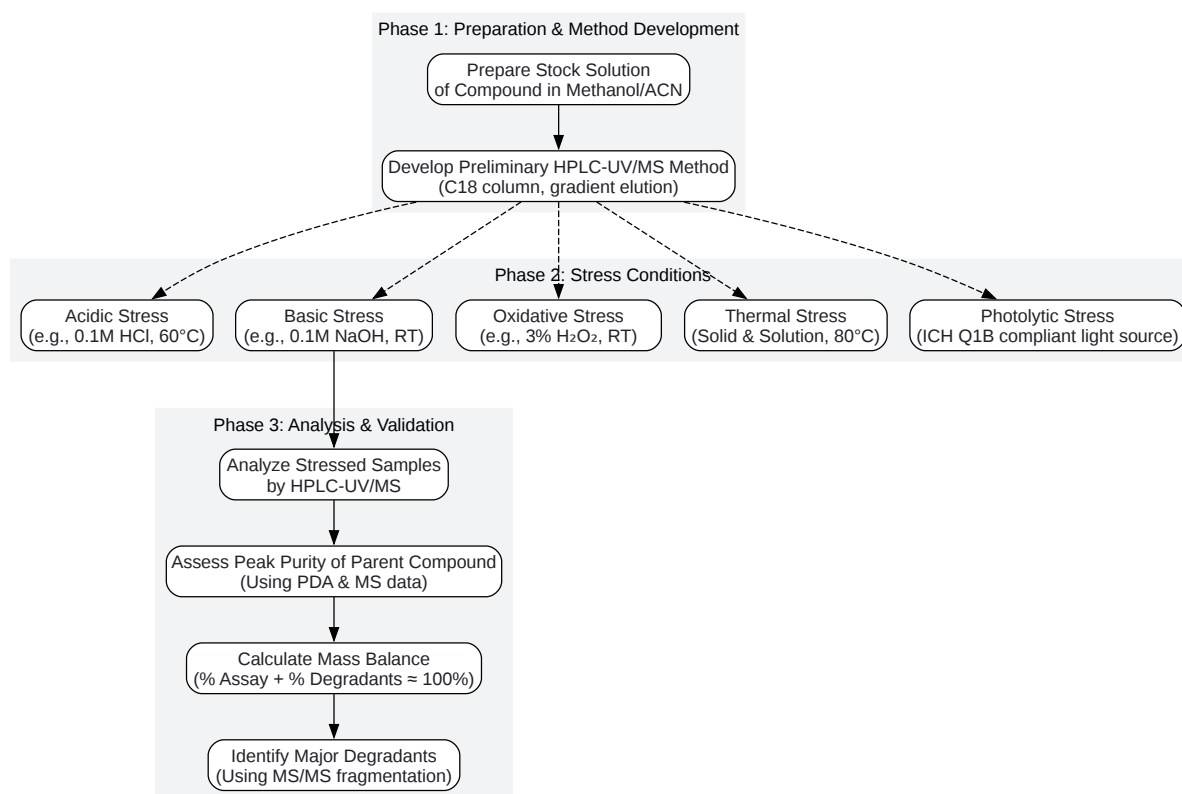 Phase 1: Preparation & Method Development
Prepare Stock Solution
of Compound in Methanol/ACN
Develop Preliminary HPLC-UV/MS Method
(C18 column, gradient elution)
Phase 2: Stress Conditions
Acidic Stress
(e.g., 0.1M HCl, 60°C)
Basic Stress
(e.g., 0.1M NaOH, RT)
Oxidative Stress
(e.g., 3% H₂O₂, RT)
Thermal Stress
(Solid & Solution, 80°C)
Photolytic Stress
(ICH Q1B compliant light source)
Phase 3: Analysis & Validation
Analyze Stressed Samples
by HPLC-UV/MS
Assess Peak Purity of Parent Compound
(Using PDA & MS data)
Calculate Mass Balance
(% Assay + % Degradants ≈ 100%)
Identify Major Degradants
(Using MS/MS fragmentation)